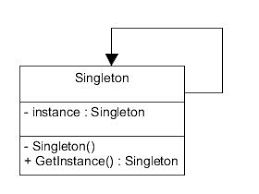 Singleton
- instance : Singleton
- Singleton()
+ GetInstance() : Singleton